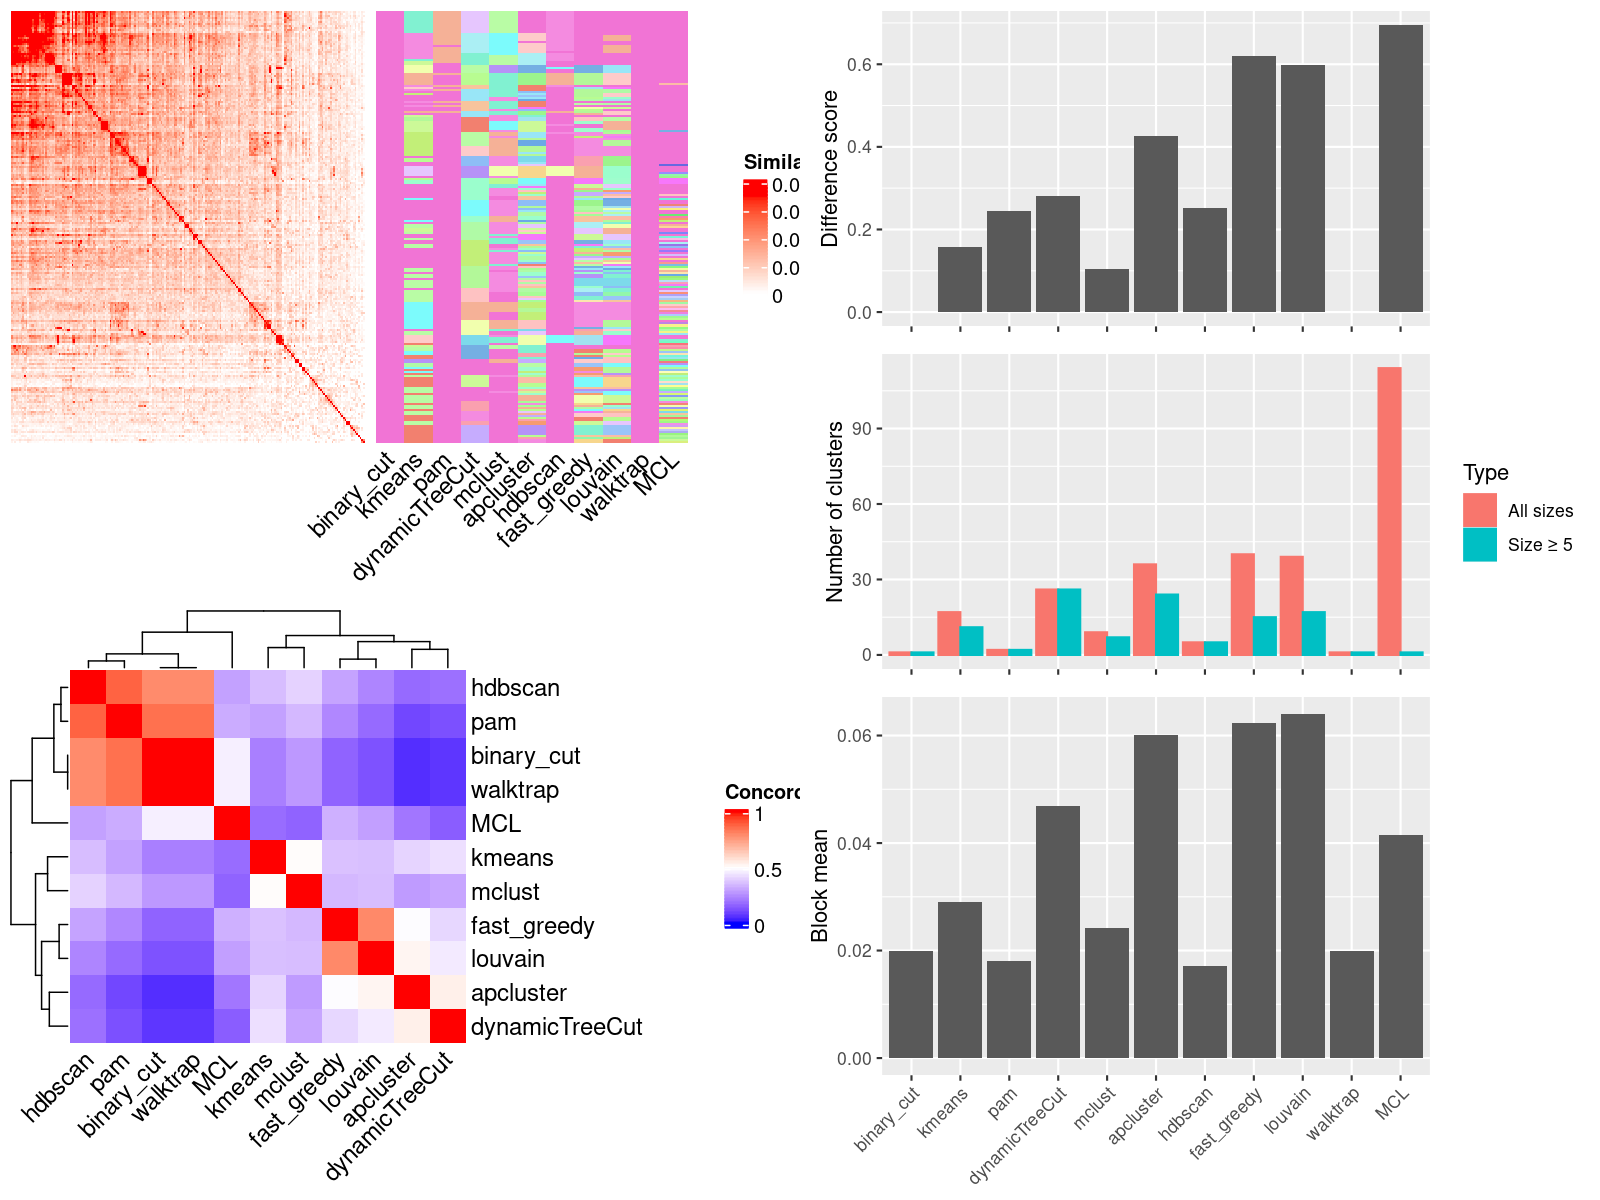 Simila
0.0
0.0
0.0
0.0
0
binary_cut
kmeans
pam
dynamicTreeCut
mclust
apcluster
hdbscan
fast_greedy
louvain
walktrap
MCL
hdbscan
pam
binary_cut
walktrap
MCL
kmeans
mclust
fast_greedy
louvain
apcluster
dynamicTreeCut
hdbscan
pam
binary_cut
walktrap
MCL
kmeans
mclust
fast_greedy
louvain
apcluster
dynamicTreeCut
Concord
1
0.5
0
Difference score
0.6
0.4
0.2
0.0
Number of clusters
90
60
30
0
Type
All sizes
Size ≥ 5
Block mean
0.06
0.04
0.02
0.00
binary_cut
kmeans
pam
dynamicTreeCut
mclust
apcluster
hdbscan
fast_greedy
louvain
walktrap
MCL